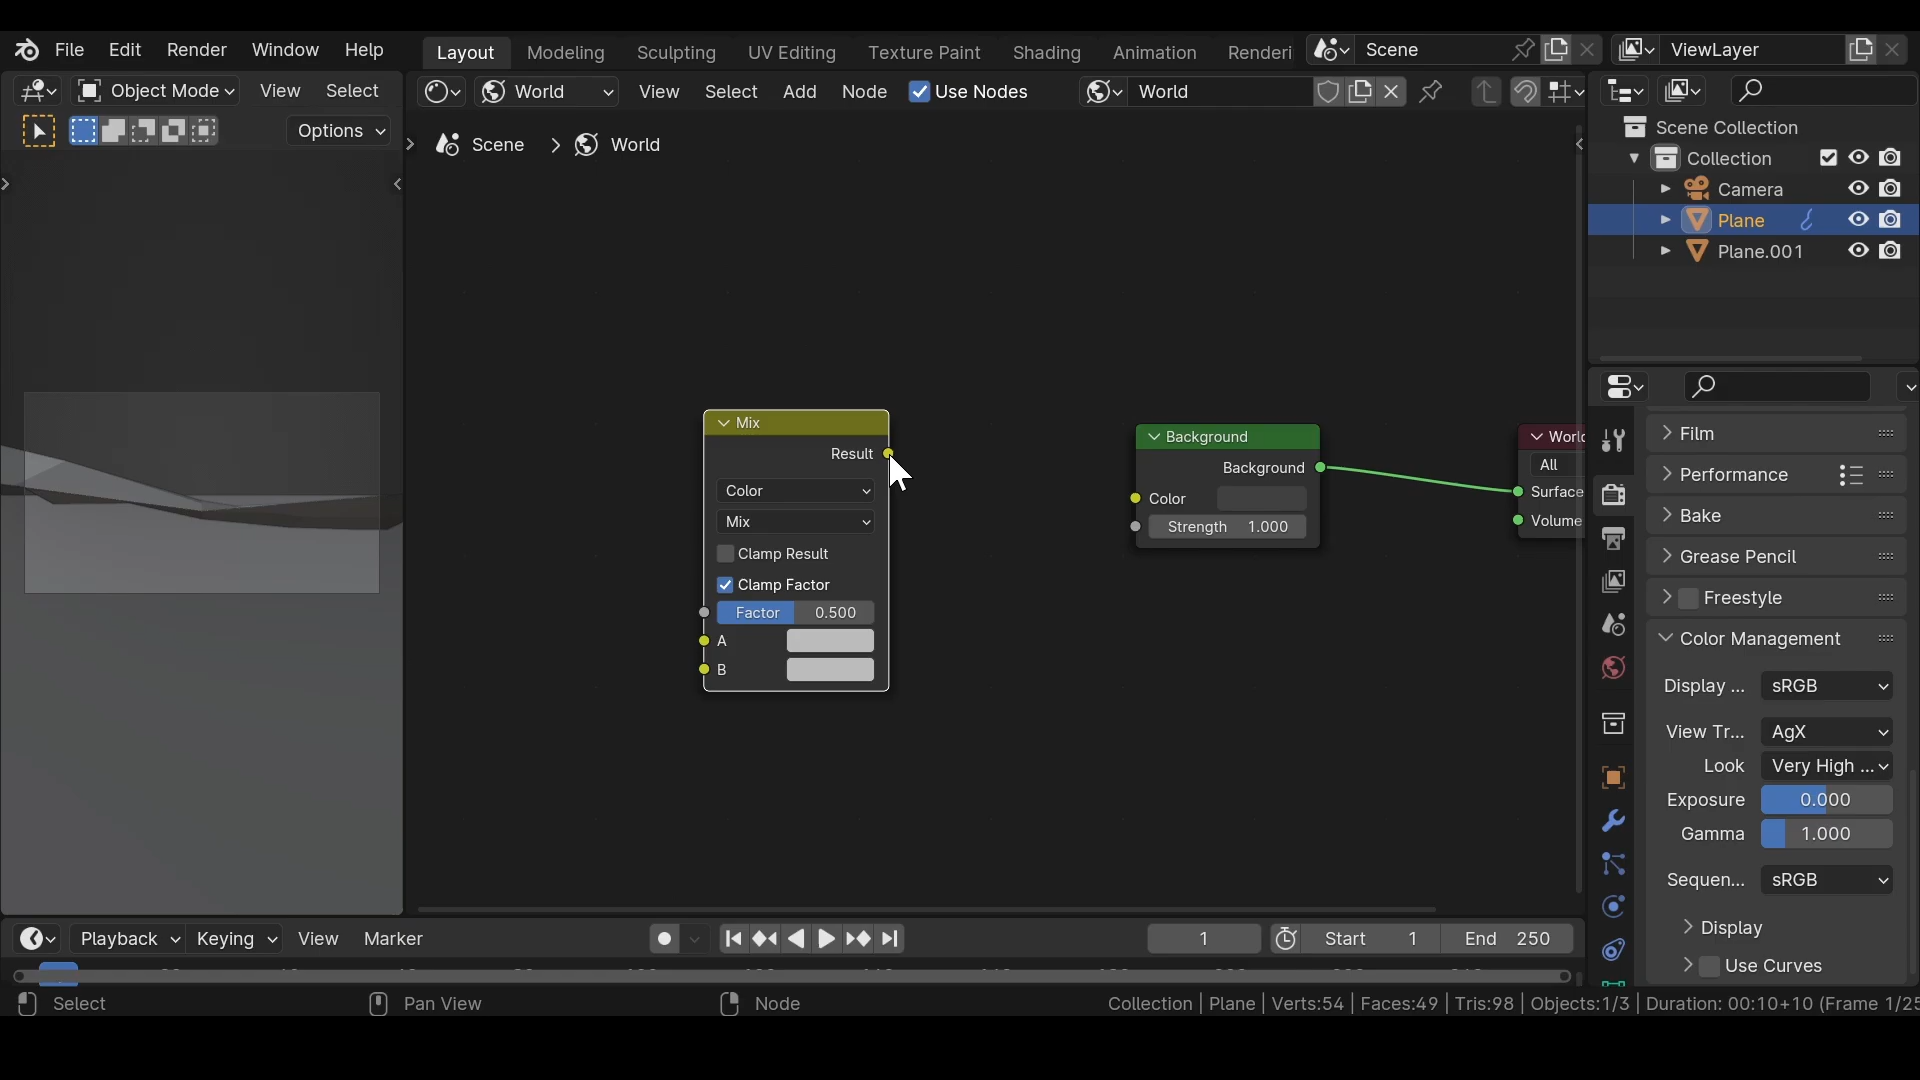 File Edit Render Window Help
Layout Modeling Sculpting UV Editing Texture Paint Shading Animation Renderi
Scene ViewLayer
Object Mode View Select
World View Select Add Node Use Nodes World
Options
Scene > World
Scene Collection
Collection
Camera
Plane
Plane.001
Mix
Result
Color
Mix
Clamp Result
Clamp Factor
Factor 0.500
A
B
Background
Background
Color
Strength 1.000
Worl
All
Surface
Volume
Film
Performance
Bake
Grease Pencil
Freestyle
Color Management
Display ... sRGB
View Tr... AgX
Look Very High ...
Exposure 0.000
Gamma 1.000
Sequen... sRGB
Display
Use Curves
Playback Keying View Marker
1 Start 1 End 250
Select Pan View Node
Collection | Plane | Verts:54 | Faces:49 | Tris:98 | Objects:1/3 | Duration: 00:10+10 (Frame 1/25